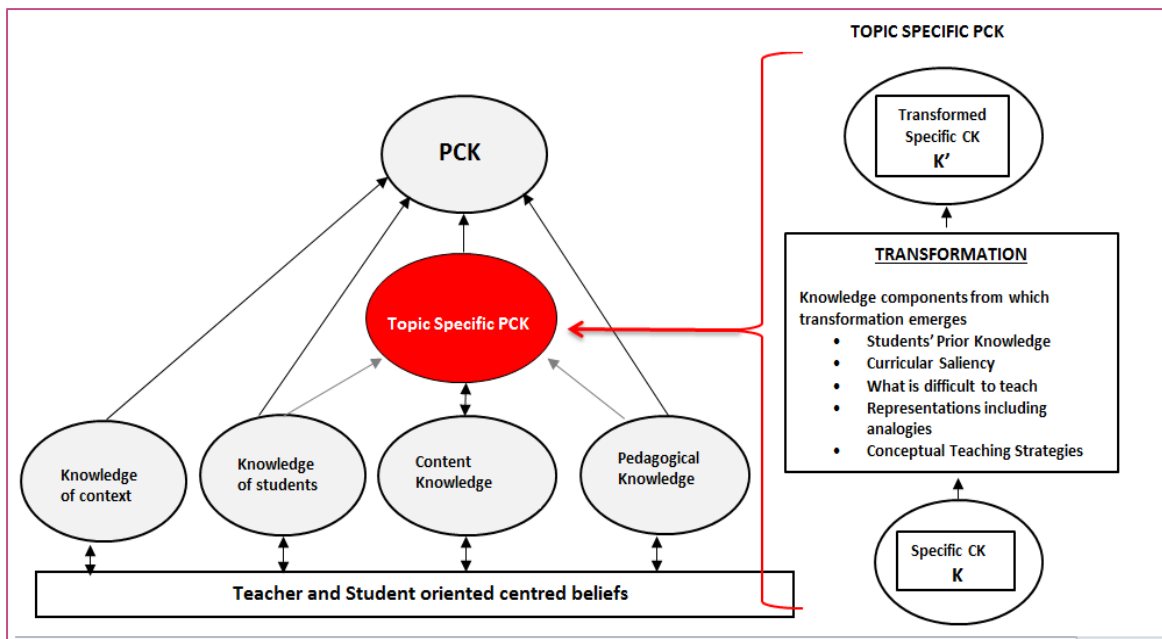 TOPIC SPECIFIC PCK
PCK
Topic Specific PCK
Knowledge
of context
Knowledge
of students
Content
Knowledge
Pedagogical
Knowledge
Teacher and Student oriented centred beliefs
Transformed
Specific CK
K’
TRANSFORMATION
Knowledge components from which
transformation emerges
• Students’ Prior Knowledge
• Curricular Saliency
• What is difficult to teach
• Representations including
analogies
• Conceptual Teaching Strategies
Specific CK
K